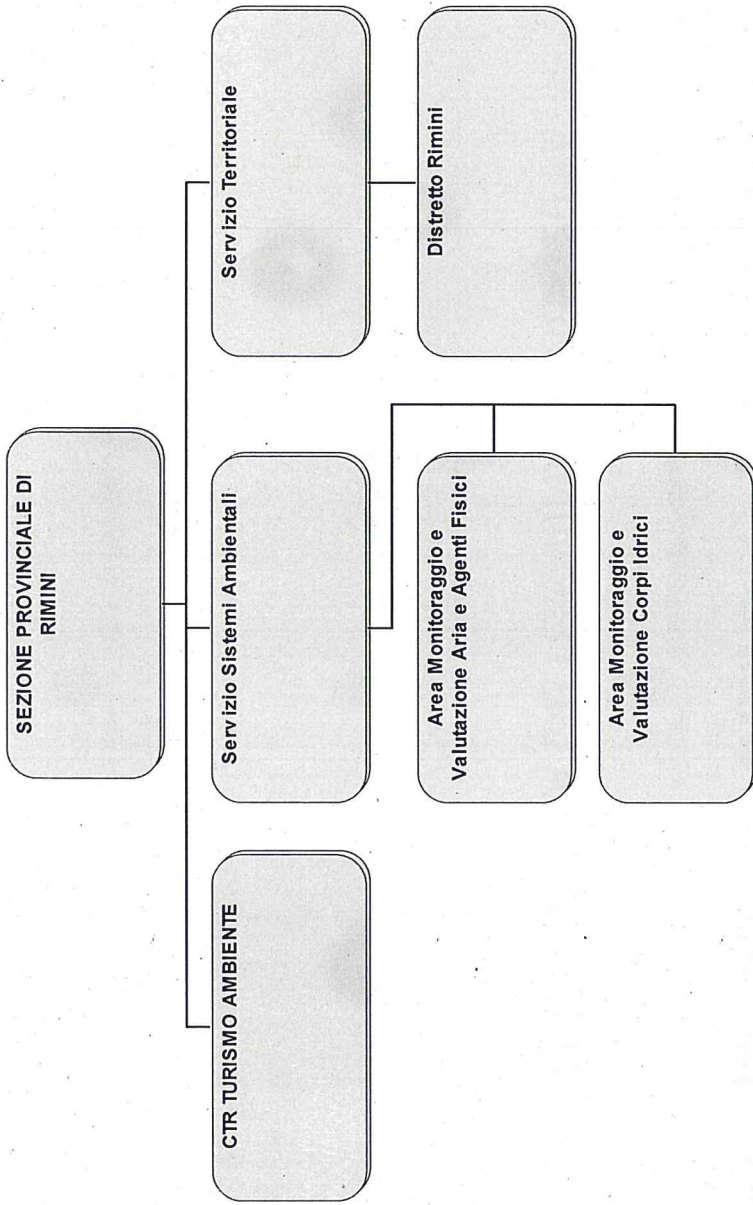 SEZIONE PROVINCIALE DI
RIMINI
CTR TURISMO AMBIENTE
Servizio Sistemi Ambientali
Servizio Territoriale
Area Monitoraggio e
Valutazione Aria e Agenti Fisici
Distretto Rimini
Area Monitoraggio e
Valutazione Corpi Idrici